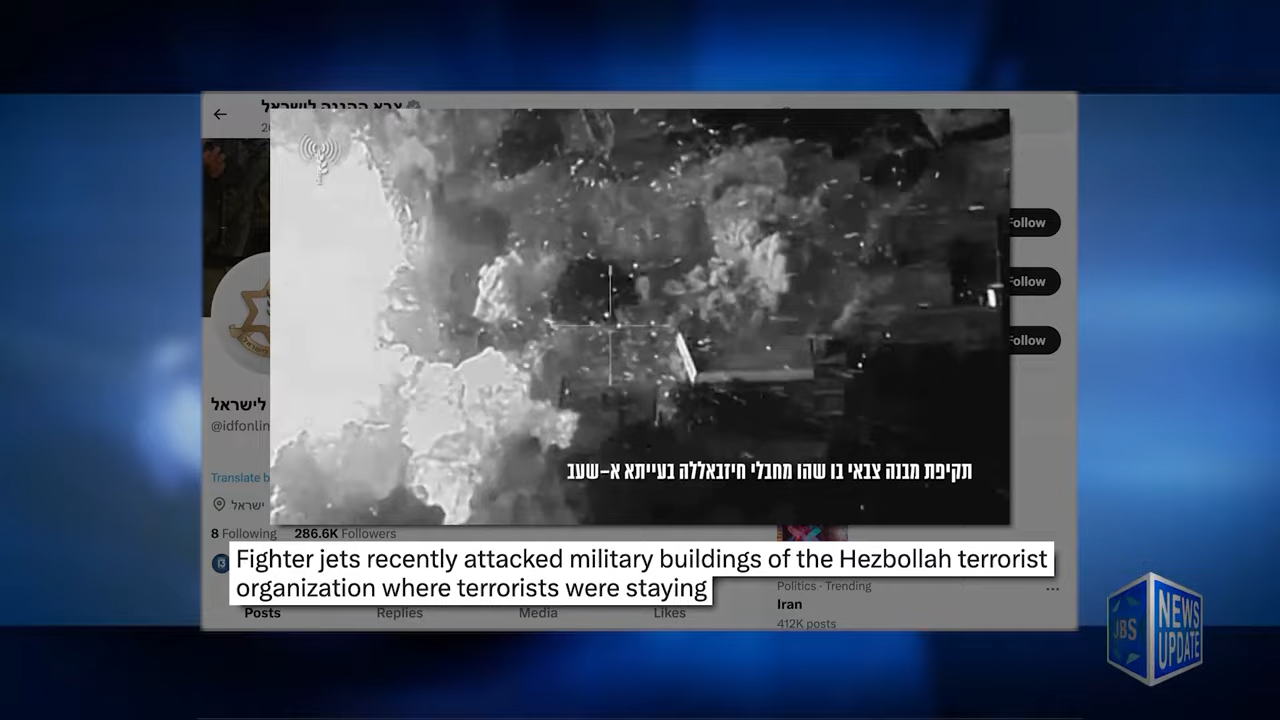 צבא ההגנה לישראל
Follow
Follow
Follow
לישראל
@idfonlin
Translate b
ישראל
8 Following 286.6K Followers
תקיפת מבנה צבאי בו שהו מחבלי חיזבאללה בעייתא א-שעב
Fighter jets recently attacked military buildings of the Hezbollah terrorist
organization where terrorists were staying
Posts Replies Media Likes
Politics · Trending
Iran
412K posts
JBS
NEWS
UPDATE